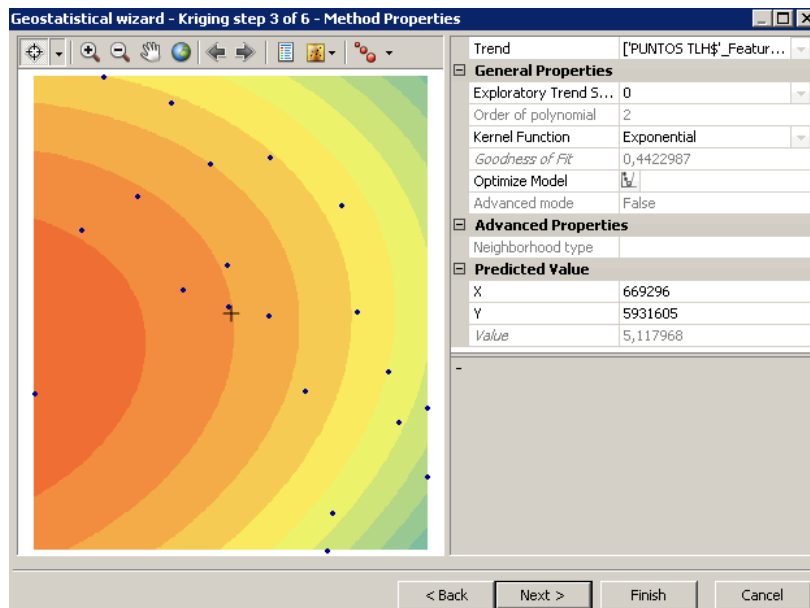 Geostatistical wizard - Kriging step 3 of 6 - Method Properties
Trend ['PUNTOS TLH$'_Featur...
General Properties
Exploratory Trend S... 0
Order of polynomial 2
Kernel Function Exponential
Goodness of Fit 0,4422987
Optimize Model
Advanced mode False
Advanced Properties
Neighborhood type
Predicted Value
X 669296
Y 5931605
Value 5,117968
-
< Back Next > Finish Cancel